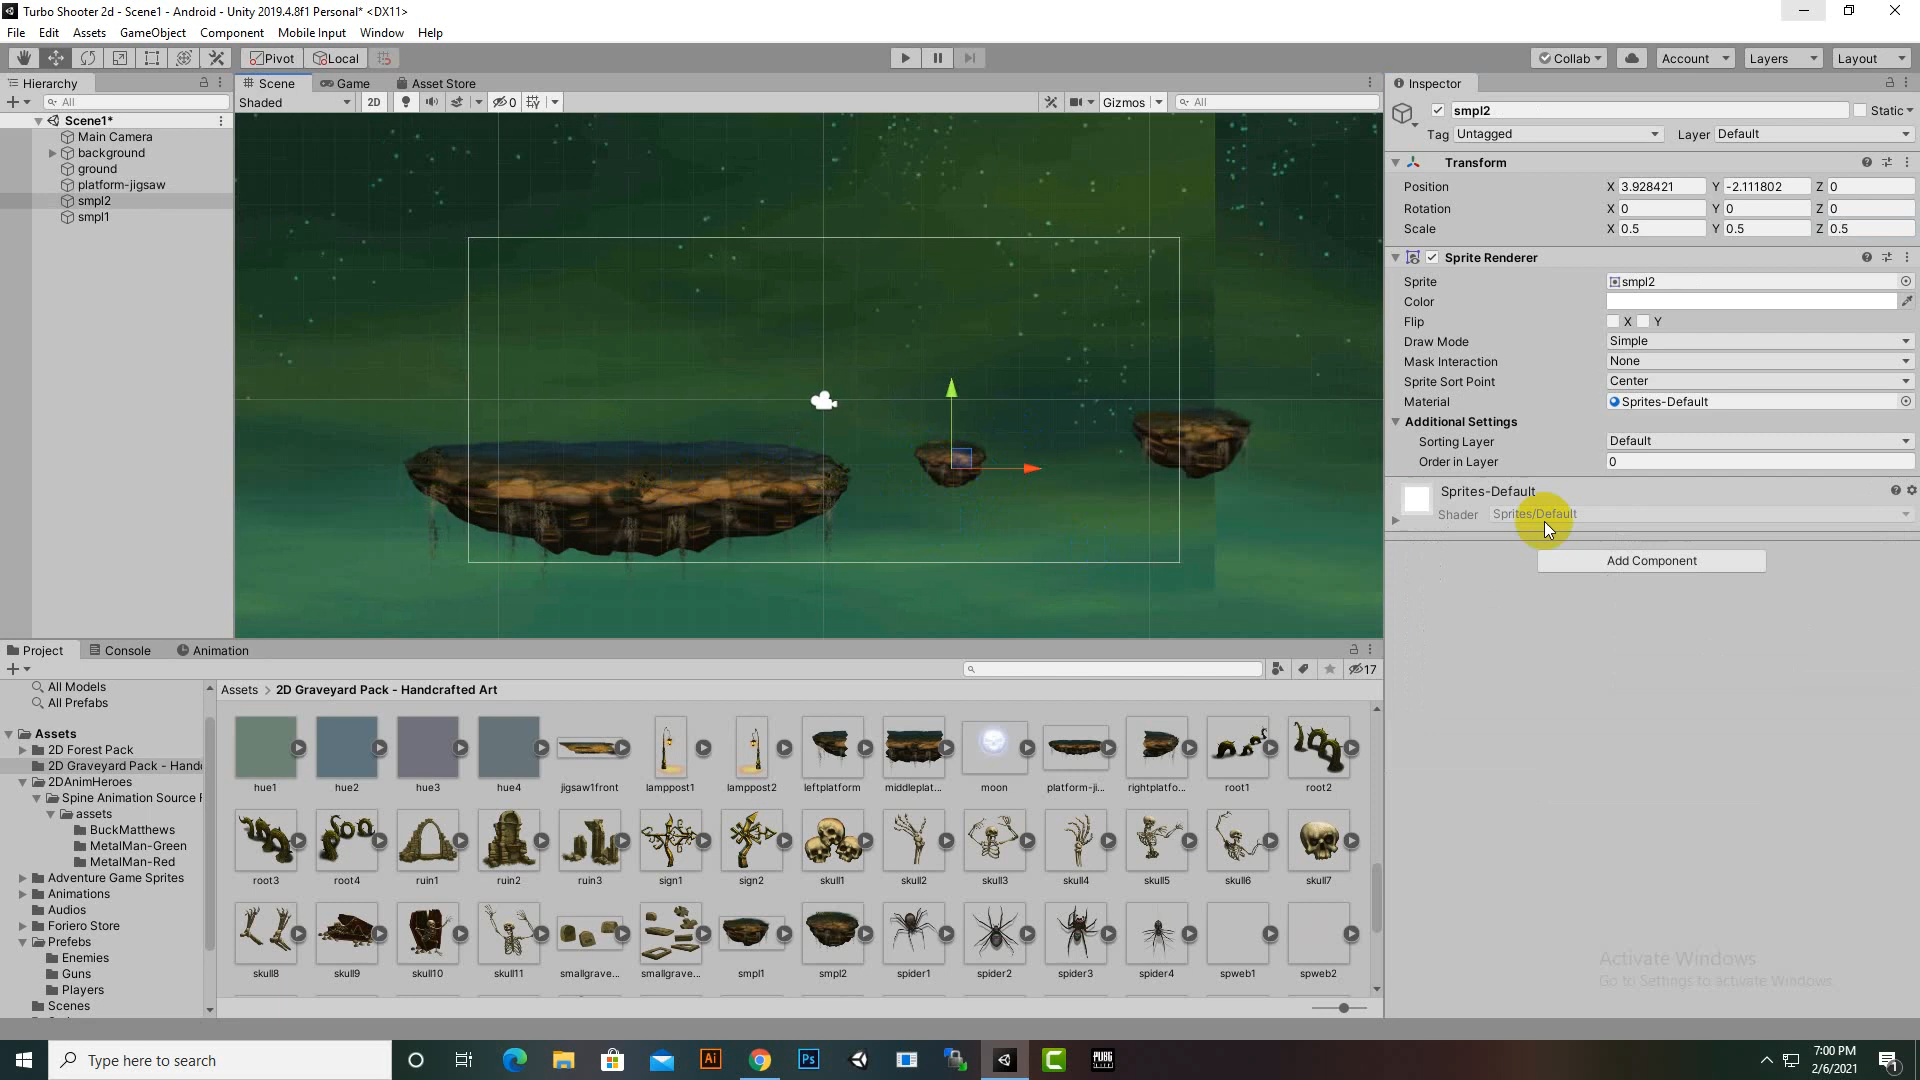 Turbo Shooter 2d - Scene1 - Android - Unity 2019.4.8f1 Personal* <DX11>
File Edit Assets GameObject Component Mobile Input Window Help
Pivot Local Collab Account Layers Layout
Hierarchy
All
Scene1*
Main Camera
background
ground
platform-jigsaw
smpl2
smpl1
Scene Game Asset Store
Shaded 2D 0 Gizmos All
Inspector
smpl2 Static
Tag Untagged Layer Default
Transform
Position X 3.928421 Y -2.111802 Z 0
Rotation X 0 Y 0 Z 0
Scale X 0.5 Y 0.5 Z 0.5
Sprite Renderer
Sprite smpl2
Color
Flip X Y
Draw Mode Simple
Mask Interaction None
Sprite Sort Point Center
Material Sprites-Default
Additional Settings
Sorting Layer Default
Order in Layer 0
Sprites-Default
Shader Sprites/Default
Add Component
Project Console Animation
17
All Models
All Prefabs
Assets
2D Forest Pack
2D Graveyard Pack - Hand
2DAnimHeroes
Spine Animation Source F
assets
BuckMatthews
MetalMan-Green
MetalMan-Red
Adventure Game Sprites
Animations
Audios
Foriero Store
Prefebs
Enemies
Guns
Players
Scenes
Assets > 2D Graveyard Pack - Handcrafted Art
hue1 hue2 hue3 hue4 jigsaw1front lamppost1 lamppost2 leftplatform middleplat... moon platform-ji... rightplatfo... root1 root2
root3 root4 ruin1 ruin2 ruin3 sign1 sign2 skull1 skull2 skull3 skull4 skull5 skull6 skull7
skull8 skull9 skull10 skull11 smallgrave... smallgrave... smpl1 smpl2 spider1 spider2 spider3 spider4 spweb1 spweb2
Activate Windows
Go to Settings to activate Windows.
Type here to search
Ai
Ps
PUBG
7:00 PM
2/6/2021
1